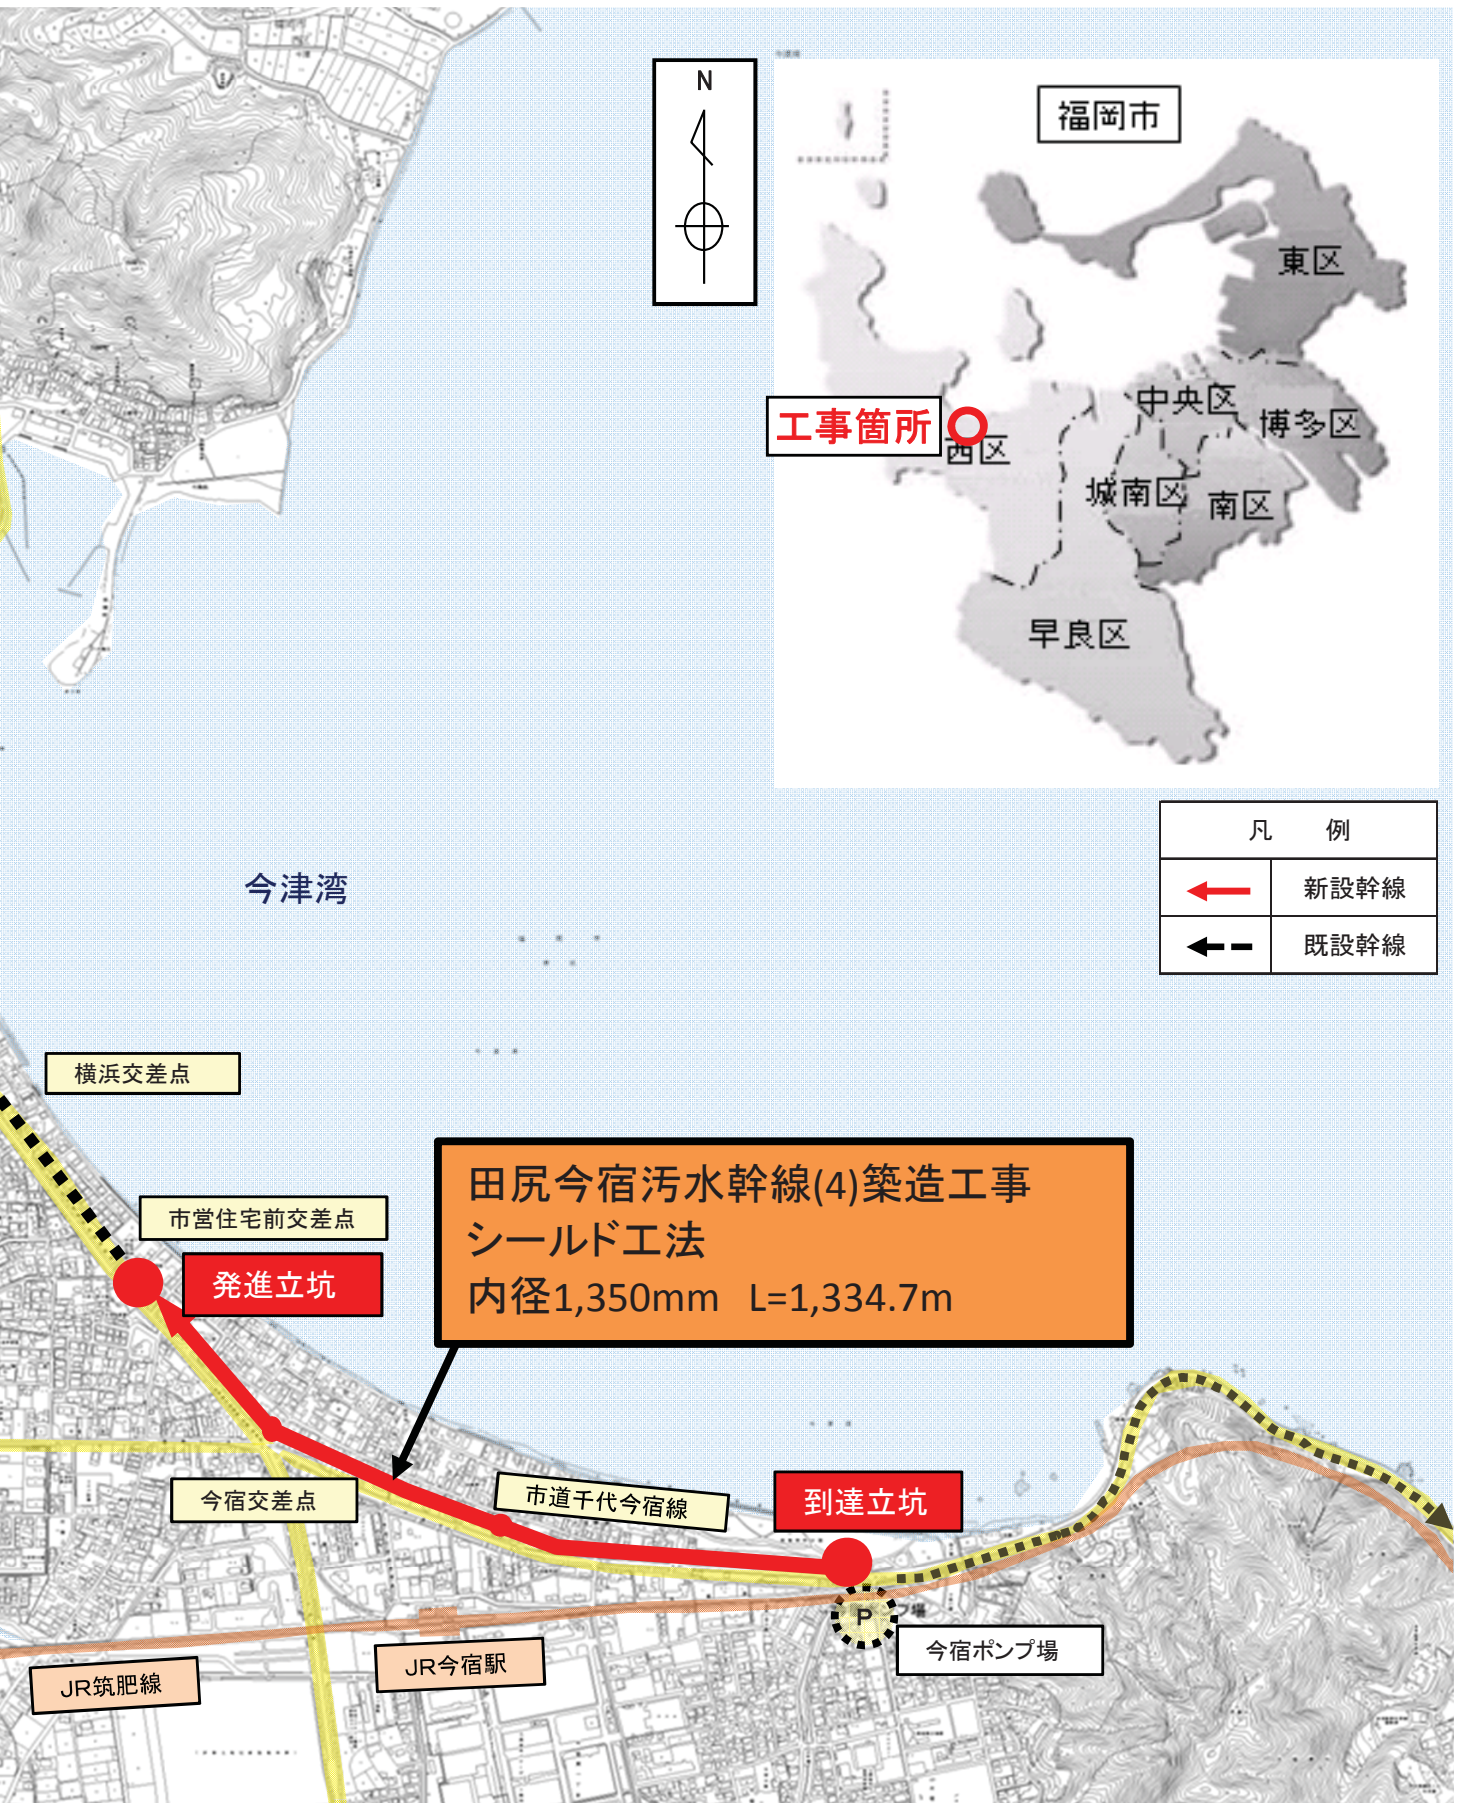 N
福岡市
東区
中央区
博多区
工事箇所
西区
城南区
南区
早良区
凡 例
新設幹線
既設幹線
今津湾
横浜交差点
田尻今宿汚水幹線(4)築造工事
シールド工法
内径1,350mm L=1,334.7m
市営住宅前交差点
発進立坑
今宿交差点
市道千代今宿線
到達立坑
P
今宿ポンプ場
JR今宿駅
JR筑肥線